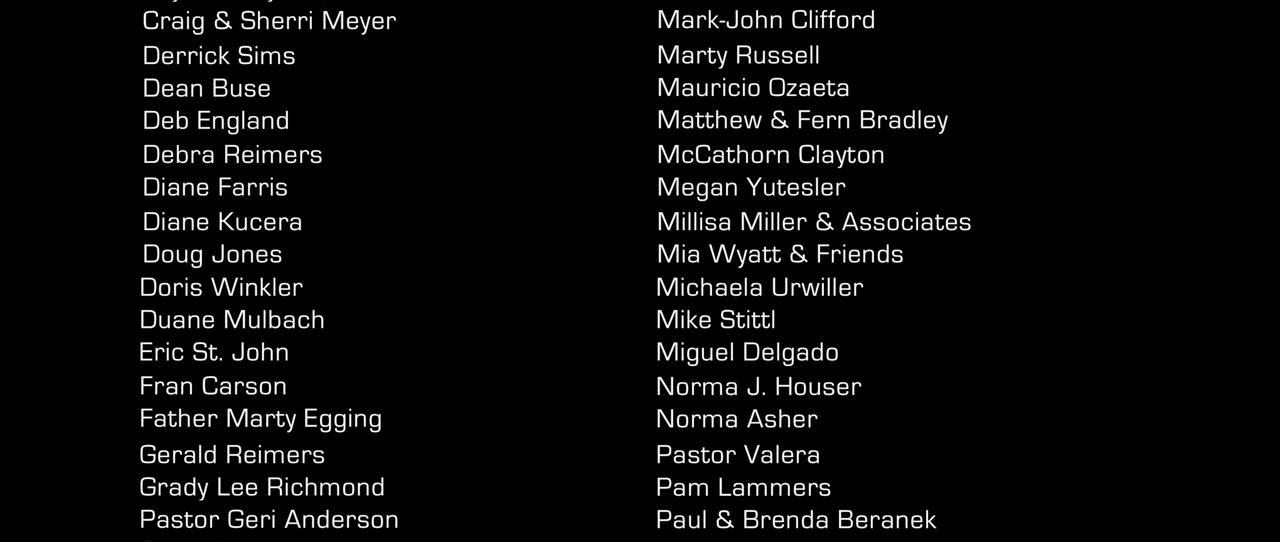 Craig & Sherri Meyer
Derrick Sims
Dean Buse
Deb England
Debra Reimers
Diane Farris
Diane Kucera
Doug Jones
Doris Winkler
Duane Mulbach
Eric St. John
Fran Carson
Father Marty Egging
Gerald Reimers
Grady Lee Richmond
Pastor Geri Anderson
Mark-John Clifford
Marty Russell
Mauricio Ozaeta
Matthew & Fern Bradley
McCathorn Clayton
Megan Yutesler
Millisa Miller & Associates
Mia Wyatt & Friends
Michaela Urwiller
Mike Stittl
Miguel Delgado
Norma J. Houser
Norma Asher
Pastor Valera
Pam Lammers
Paul & Brenda Beranek